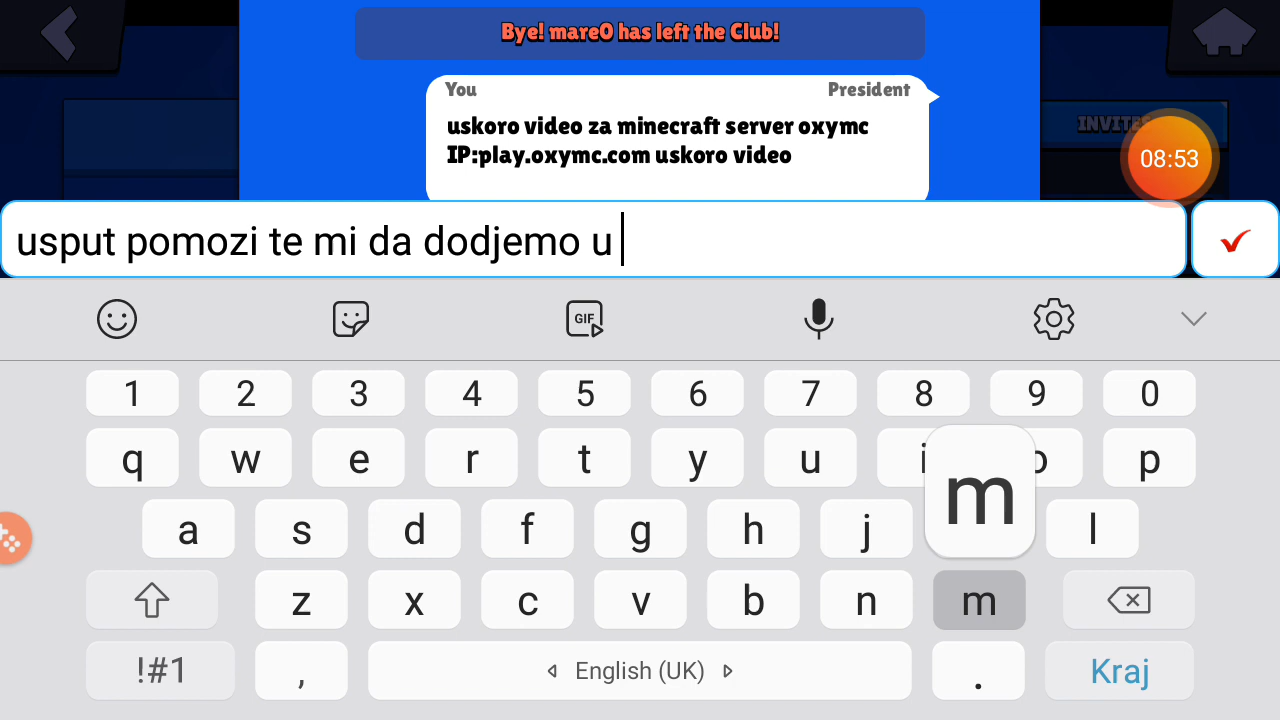 Bye! mareO has left the Club!
You President
uskoro video za minecraft server oxymc
IP:play.oxymc.com uskoro video
INVITES
08:53
usput pomozi te mi da dodjemo u
GIF
1 2 3 4 5 6 7 8 9 0
q w e r t y u i o p
m
a s d f g h j l
z x c v b n m
!#1 , English (UK) . Kraj